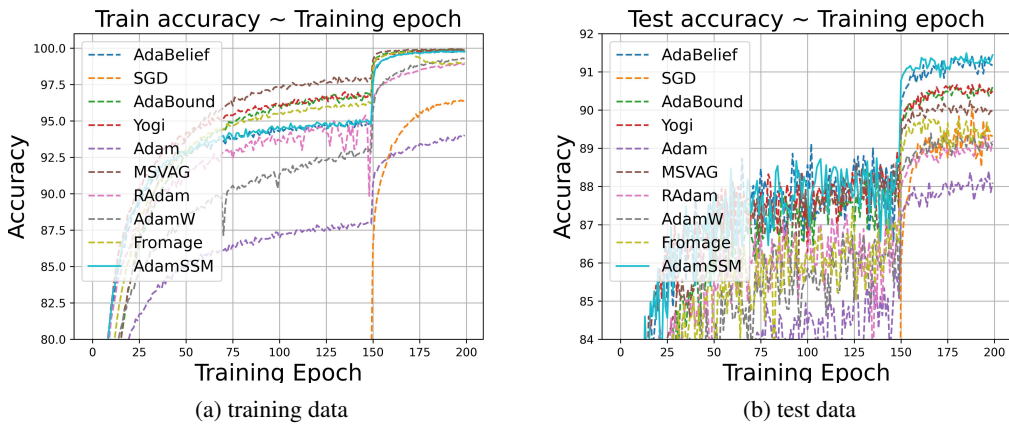 Train accuracy ~ Training epoch
100.0
97.5
95.0
92.5
90.0
87.5
85.0
82.5
80.0
Accuracy
AdaBelief
SGD
AdaBound
Yogi
Adam
MSVAG
RAdam
AdamW
Fromage
AdamSSM
0 25 50 75 100 125 150 175 200
Training Epoch
(a) training data
Test accuracy ~ Training epoch
92
91
90
89
88
87
86
85
84
Accuracy
AdaBelief
SGD
AdaBound
Yogi
Adam
MSVAG
RAdam
AdamW
Fromage
AdamSSM
0 25 50 75 100 125 150 175 200
Training Epoch
(b) test data